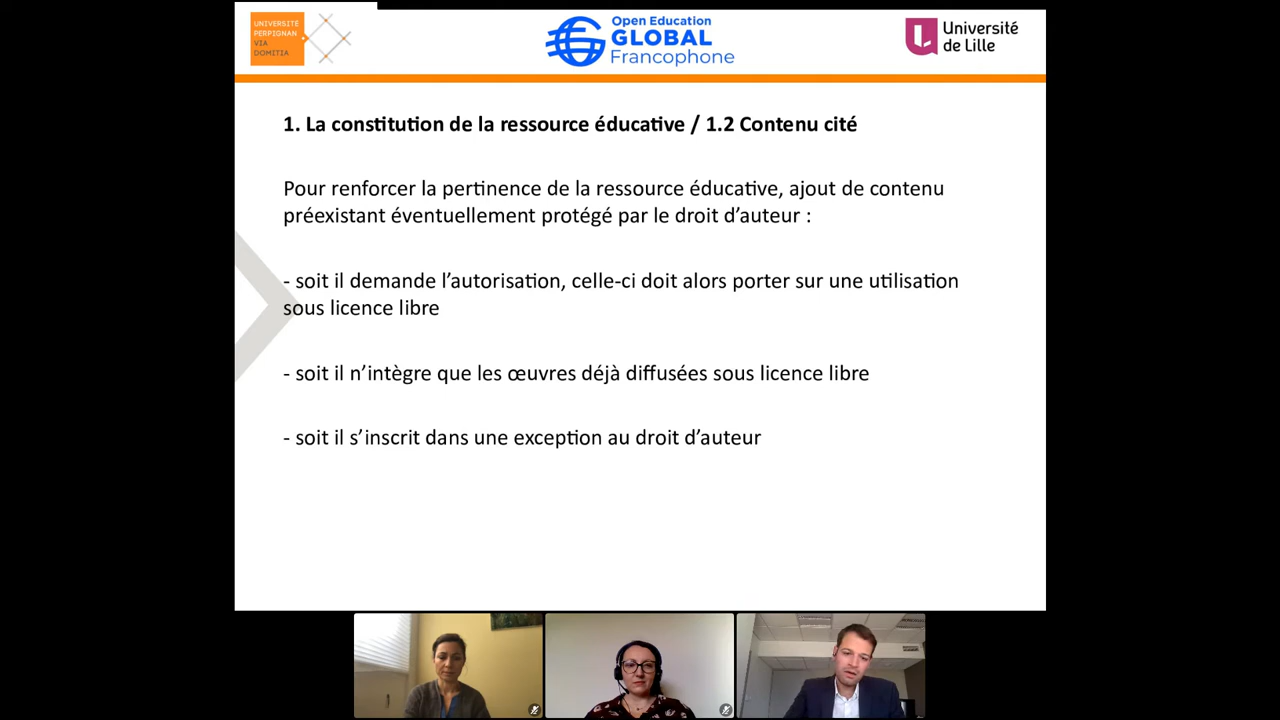 UNIVERSITÉ
PERPIGNAN
VIA
DOMITIA
Open Education
GLOBAL
Francophone
Université
de Lille
1. La constitution de la ressource éducative / 1.2 Contenu cité
Pour renforcer la pertinence de la ressource éducative, ajout de contenu
préexistant éventuellement protégé par le droit d’auteur :
- soit il demande l’autorisation, celle-ci doit alors porter sur une utilisation
sous licence libre
- soit il n’intègre que les œuvres déjà diffusées sous licence libre
- soit il s’inscrit dans une exception au droit d’auteur